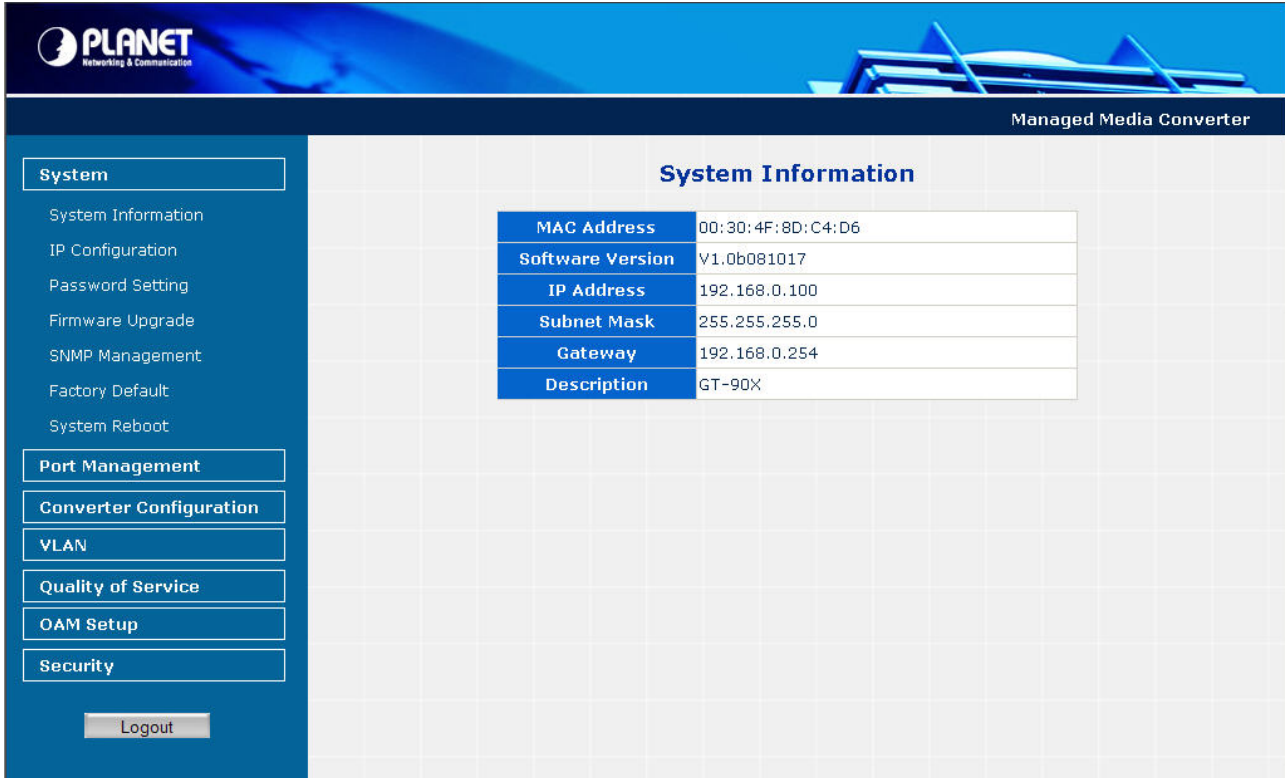 PLANET
Networking & Communication
Managed Media Converter
System
System Information
IP Configuration
Password Setting
Firmware Upgrade
SNMP Management
Factory Default
System Reboot
Port Management
Converter Configuration
VLAN
Quality of Service
OAM Setup
Security
Logout
System Information
MAC Address 00:30:4F:8D:C4:D6
Software Version V1.0b081017
IP Address 192.168.0.100
Subnet Mask 255.255.255.0
Gateway 192.168.0.254
Description GT-90X